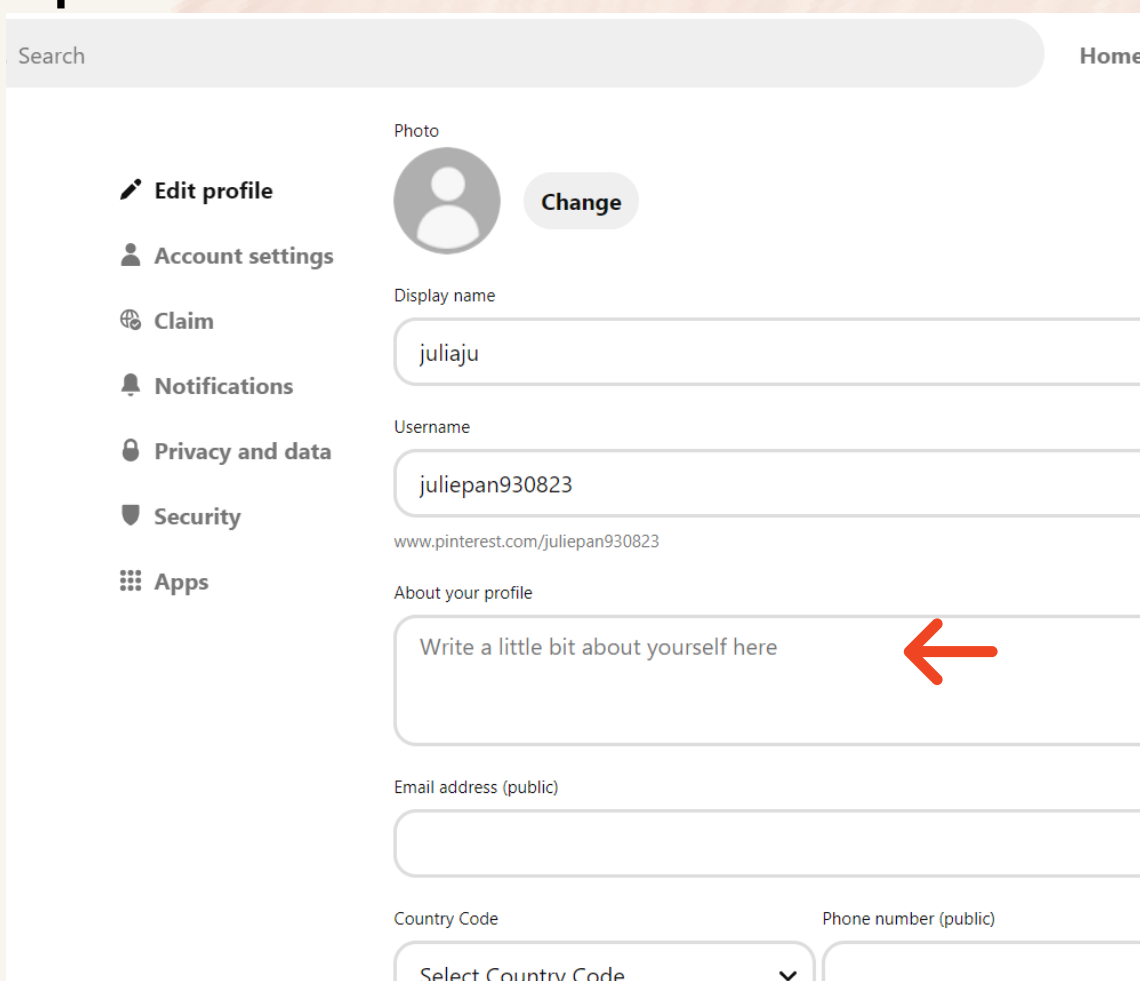 Search
Home
Photo
Edit profile
Change
Account settings
Display name
Claim
juliaju
Notifications
Username
Privacy and data
juliepan930823
Security
www.pinterest.com/juliepan930823
Apps
About your profile
Write a little bit about yourself here
Email address (public)
Country Code
Phone number (public)
Select Country Code